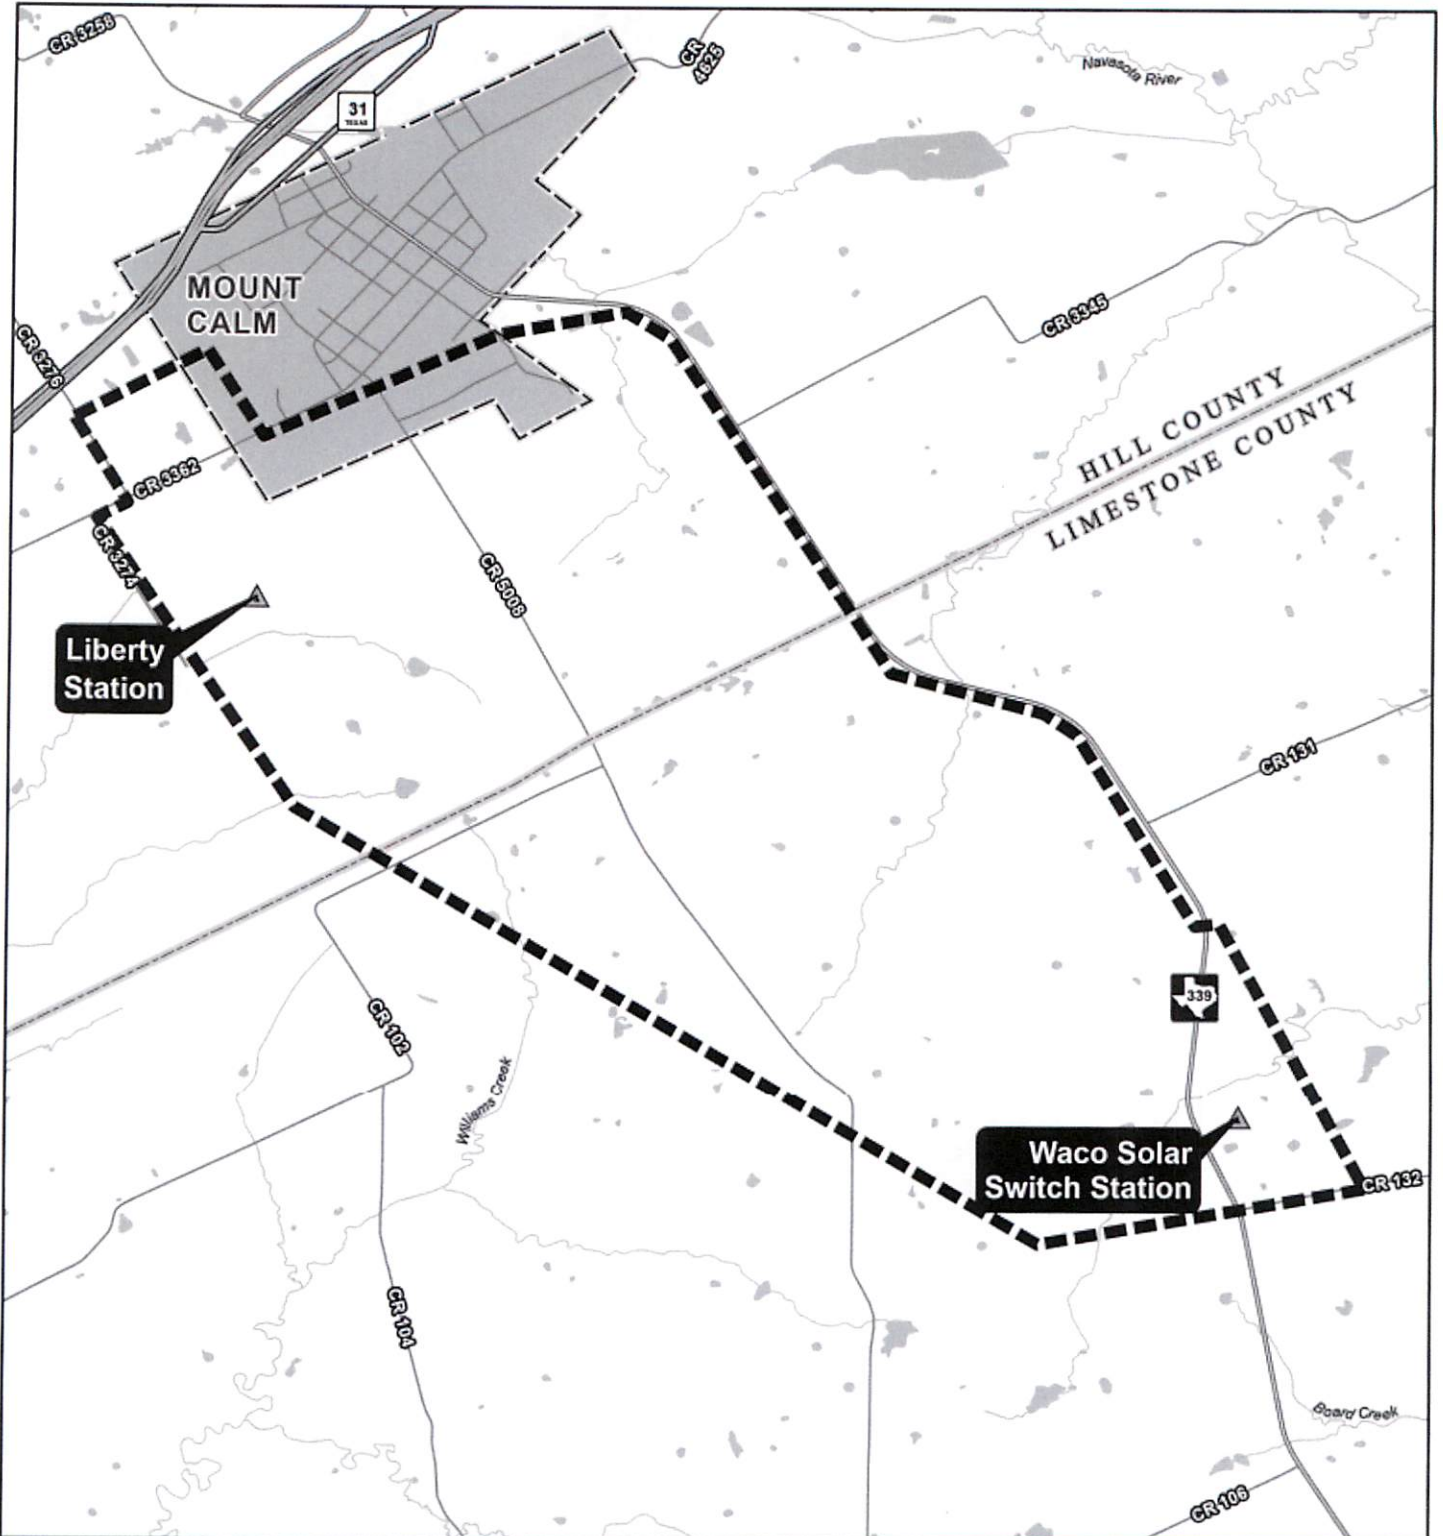 CR 3258
CR
4625
Navasota River
31
TEXAS
MOUNT
CALM
CR 3276
CR 3345
HILL COUNTY
LIMESTONE COUNTY
CR 3362
CR 3274
CR 5008
Liberty
Station
CR 131
339
CR 102
Williams Creek
Waco Solar
Switch Station
CR 132
CR 104
Board Creek
CR 106